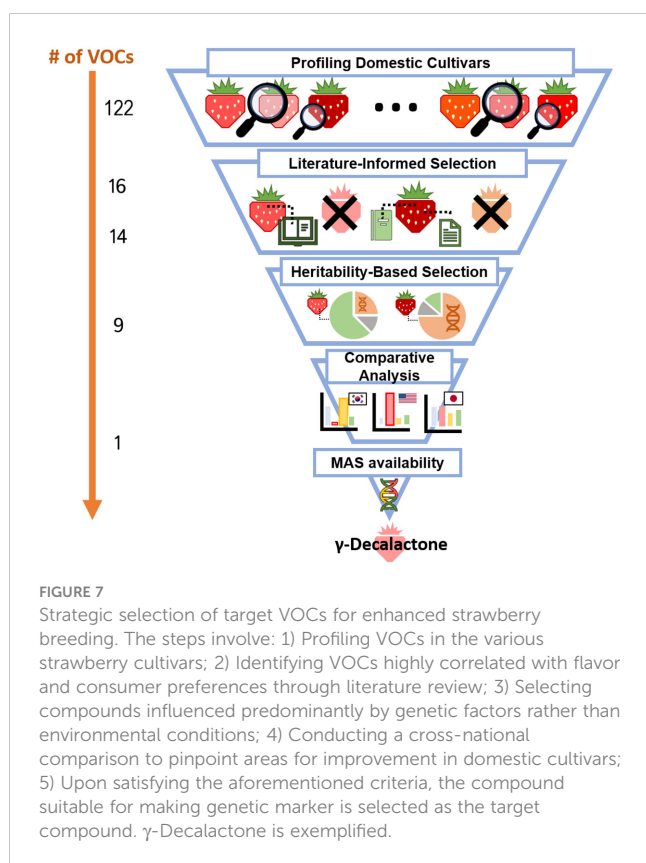 # of VOCs
Profiling Domestic Cultivars
122
Literature-Informed Selection
16
14
Heritability-Based Selection
9
Comparative
Analysis
1
MAS availability
γ-Decalactone
FIGURE 7
Strategic selection of target VOCs for enhanced strawberry
breeding. The steps involve: 1) Profiling VOCs in the various
strawberry cultivars; 2) Identifying VOCs highly correlated with flavor
and consumer preferences through literature review; 3) Selecting
compounds influenced predominantly by genetic factors rather than
environmental conditions; 4) Conducting a cross-national
comparison to pinpoint areas for improvement in domestic cultivars;
5) Upon satisfying the aforementioned criteria, the compound
suitable for making genetic marker is selected as the target
compound. γ-Decalactone is exemplified.